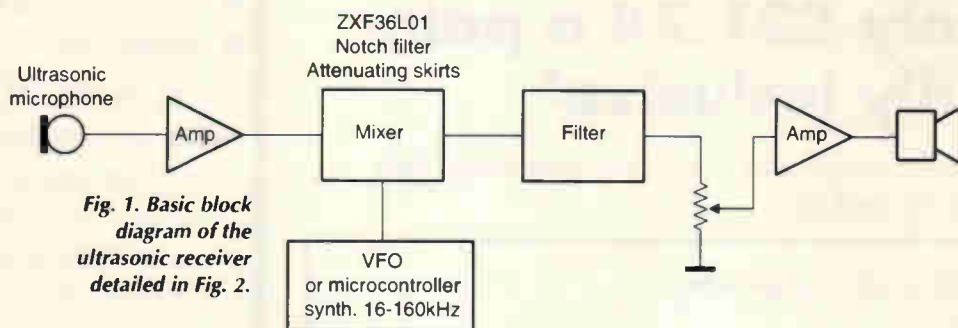 ZXF36L01
Notch filter
Attenuating skirts
Ultrasonic
microphone
Amp
Mixer
Filter
Amp
Fig. 1. Basic block
diagram of the
ultrasonic receiver
detailed in Fig. 2.
VFO
or microcontroller
synth. 16-160kHz